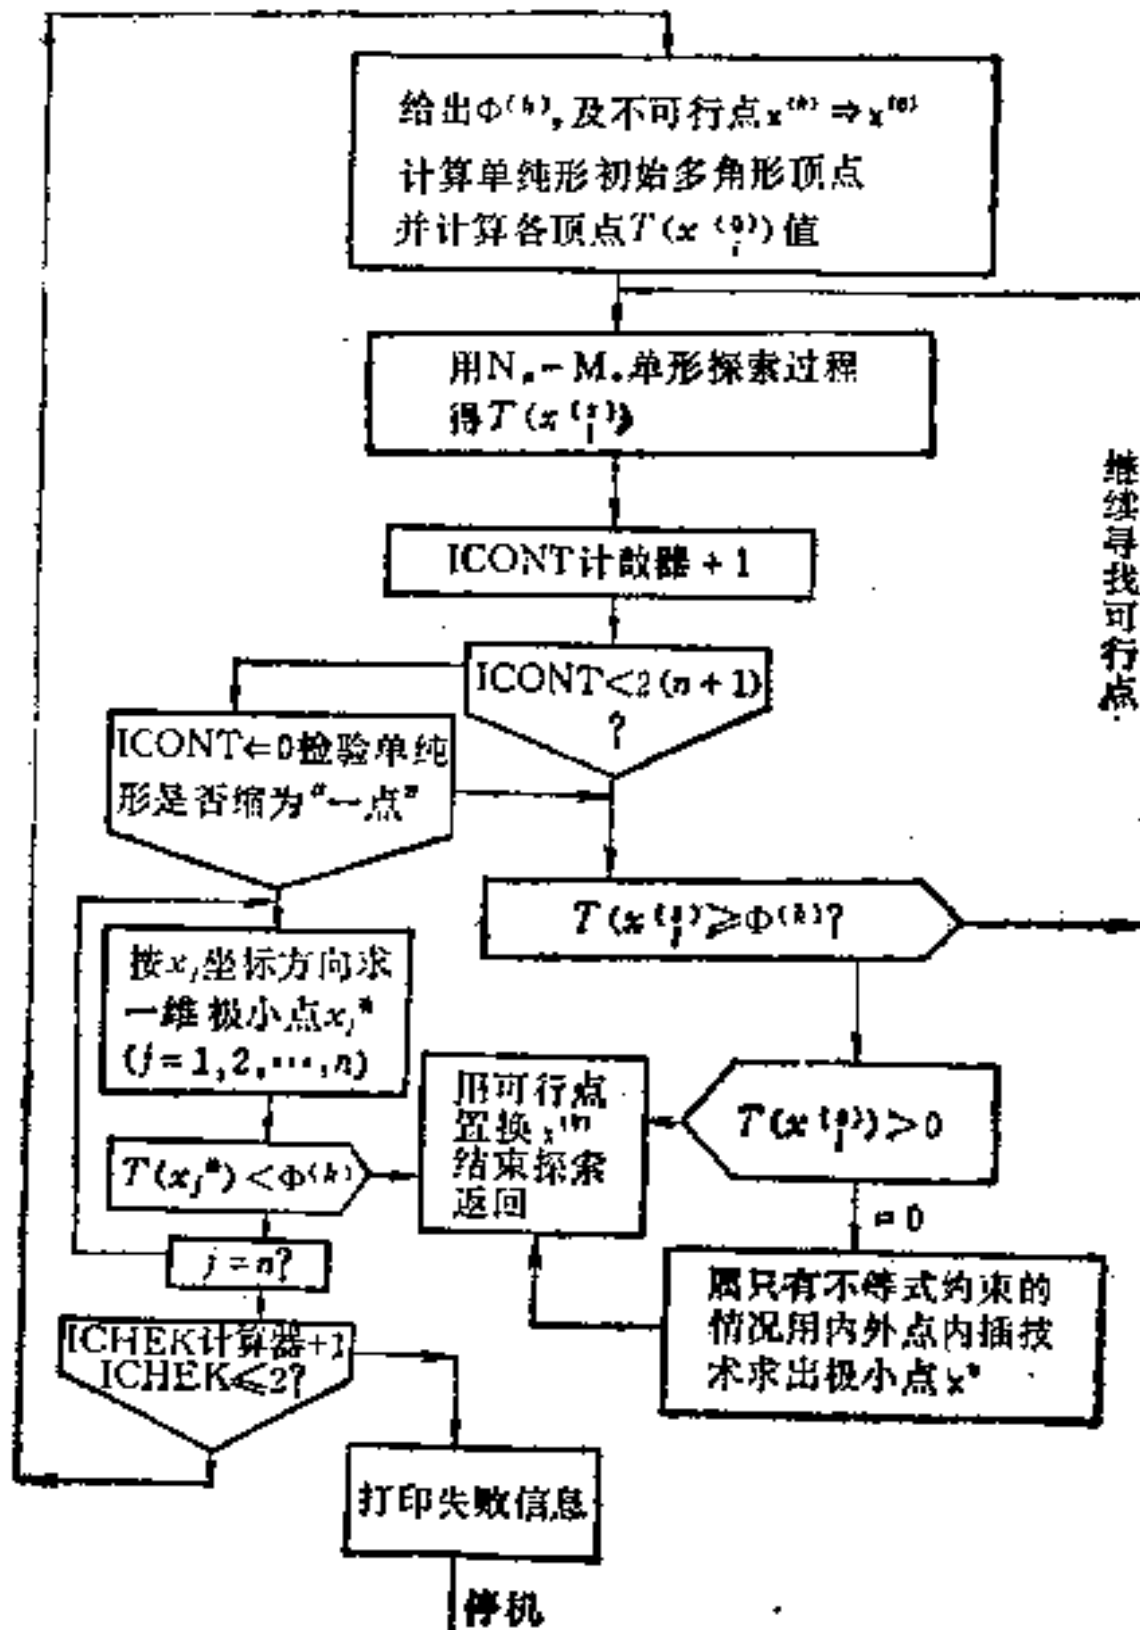 给出Φ⁽ᵏ⁾,及不可行点x⁽ᵏ⁾⇒x⁽⁰⁾
计算单纯形初始多角形顶点
并计算各顶点T(x⁽⁰⁾ᵢ)值
用N.-M.单形探索过程
得T(x⁽ˢ⁾ₗ)
继续寻找可行点
ICONT计数器+1
ICONT<2(n+1)
?
ICONT⇐0检验单纯
形是否缩为“一点”
T(x⁽ˢ⁾ₗ)⩾Φ⁽ᵏ⁾?
按xⱼ坐标方向求
一维极小点xⱼ*
(j=1,2,…,n)
用可行点
置换
结束探索
返回
T(x⁽ˢ⁾ₗ)>0
T(xⱼ*)<Φ⁽ᵏ⁾
=0
j=n?
属只有不等式约束的
情况用内外点内插技
术求出极小点x*
ICHEK计算器+1
ICHEK⩽2?
打印失败信息
停机